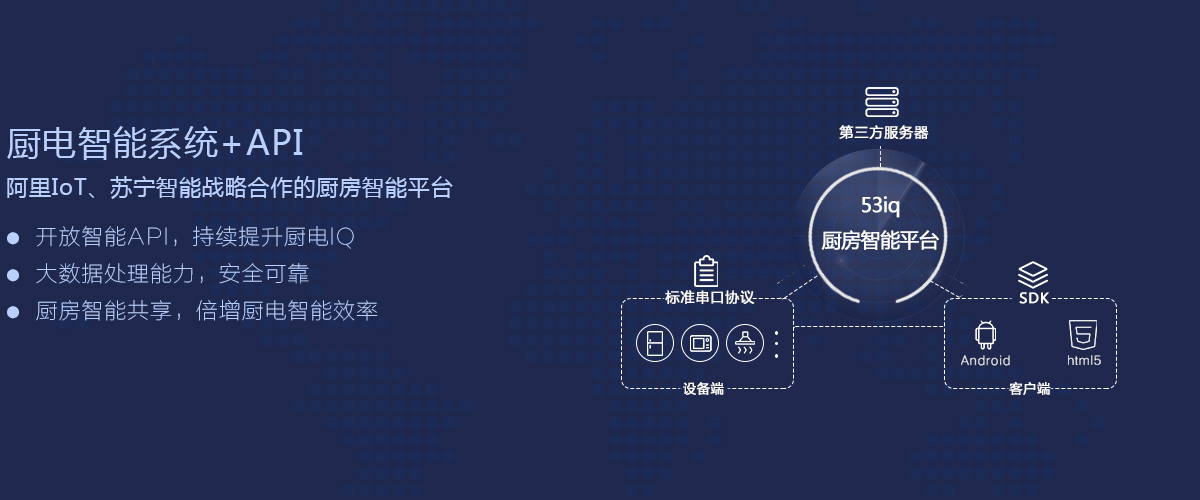 厨电智能系统+API
阿里IoT、苏宁智能战略合作的厨房智能平台
开放智能API，持续提升厨电IQ
大数据处理能力，安全可靠
厨房智能共享，倍增厨电智能效率
第三方服务器
53iq
厨房智能平台
标准串口协议
设备端
SDK
Android
html5
客户端